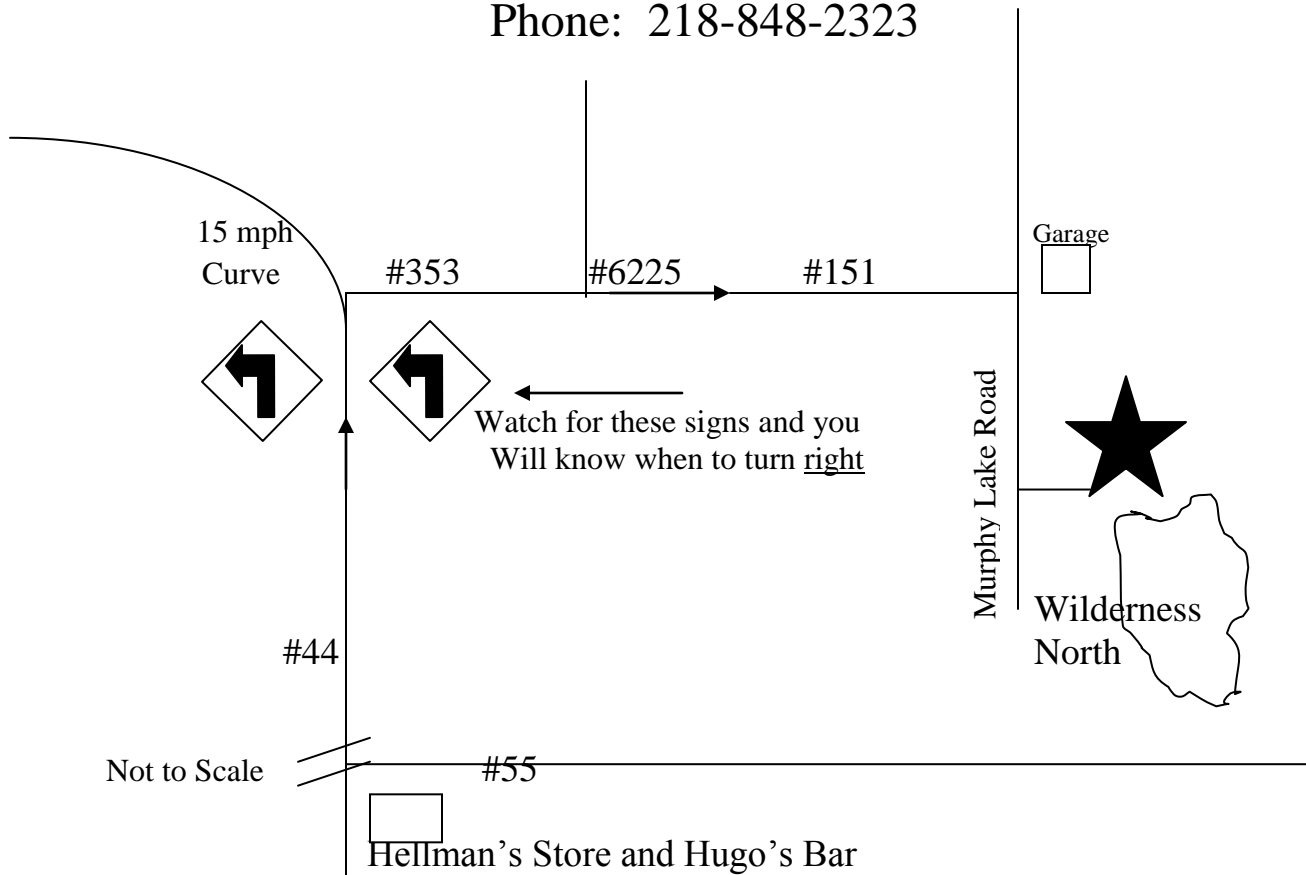 Phone: 218-848-2323
15 mph
Curve
Garage
#353
#6225
#151
Watch for these signs and you
Will know when to turn right
Murphy Lake Road
Wilderness
North
#44
Not to Scale
#55
Hellman's Store and Hugo's Bar